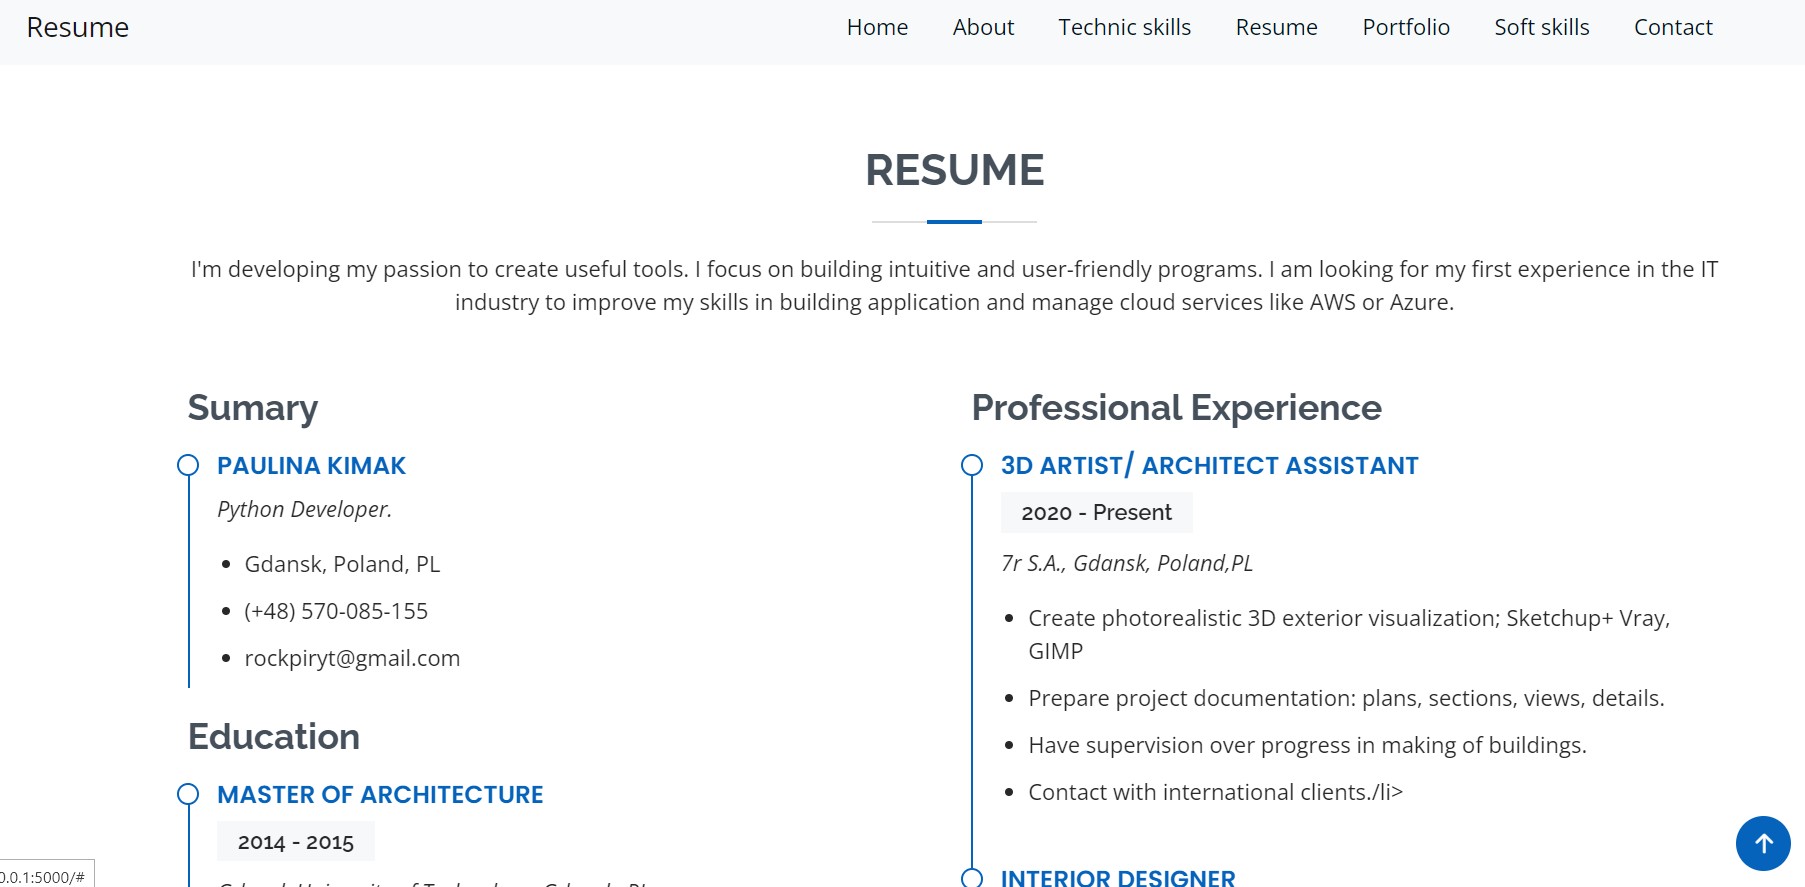 Resume
Home About Technic skills Resume Portfolio Soft skills Contact
RESUME
I'm developing my passion to create useful tools. I focus on building intuitive and user-friendly programs. I am looking for my first experience in the IT
industry to improve my skills in building application and manage cloud services like AWS or Azure.
Sumary
PAULINA KIMAK
Python Developer.
Gdansk, Poland, PL
(+48) 570-085-155
rockpiryt@gmail.com
Education
MASTER OF ARCHITECTURE
2014 - 2015
Professional Experience
3D ARTIST/ ARCHITECT ASSISTANT
2020 - Present
7r S.A., Gdansk, Poland,PL
Create photorealistic 3D exterior visualization; Sketchup+ Vray,
GIMP
Prepare project documentation: plans, sections, views, details.
Have supervision over progress in making of buildings.
Contact with international clients./li>
INTERIOR DESIGNER
0.0.1:5000/#